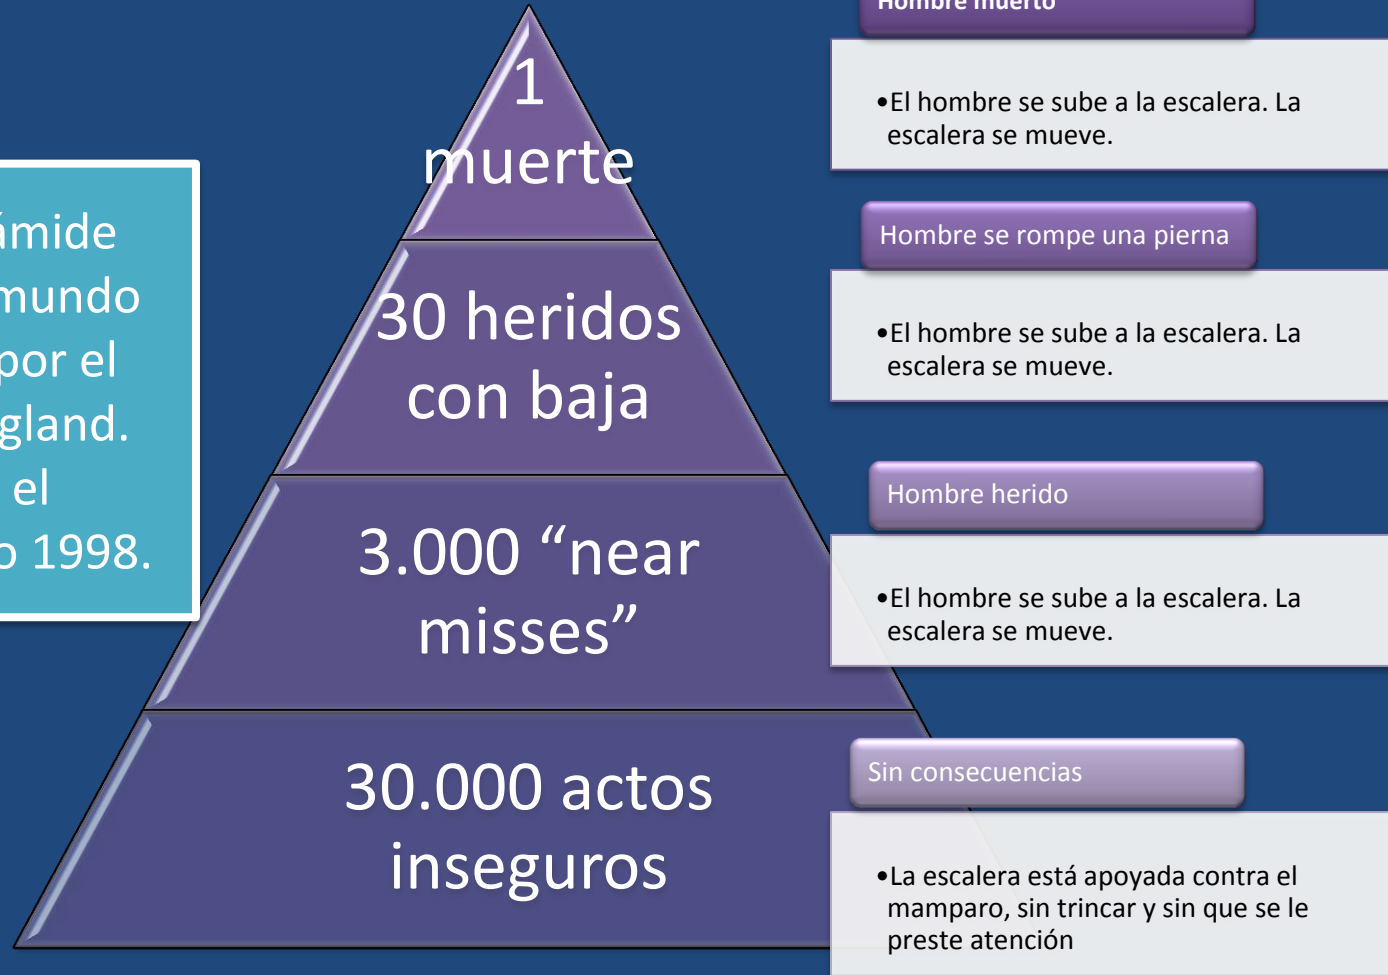 1
muerte
30 heridos
con baja
3.000 “near
misses”
30.000 actos
inseguros
mundo
por el
el
1998.
Hombre muerto
•El hombre se sube a la escalera. La
escalera se mueve.
Hombre se rompe una pierna
•El hombre se sube a la escalera. La
escalera se mueve.
Hombre herido
•El hombre se sube a la escalera. La
escalera se mueve.
Sin consecuencias
•La escalera está apoyada contra el
mamparo, sin trincar y sin que se le
preste atención